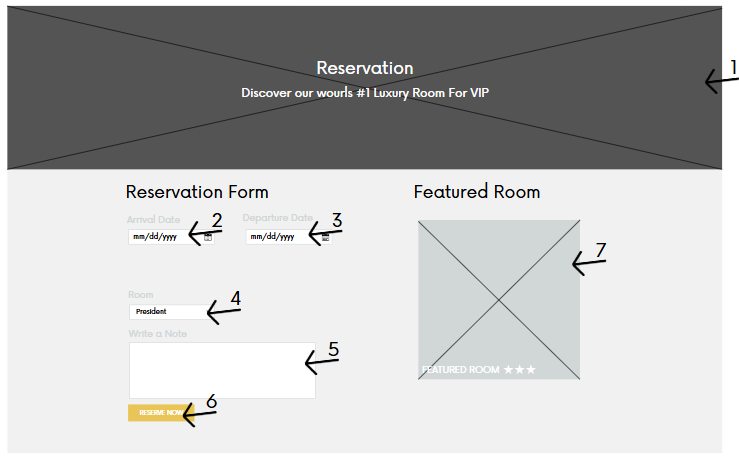 Reservation
1
Discover our wourls #1 Luxury Room For VIP
Reservation Form
Featured Room
Arrival Date
2
Departure Date
3
mm/dd/yyyy
mm/dd/yyyy
7
Room
4
President
Write a Note
5
FEATURED ROOM ★★★
6
RESERVE NOW